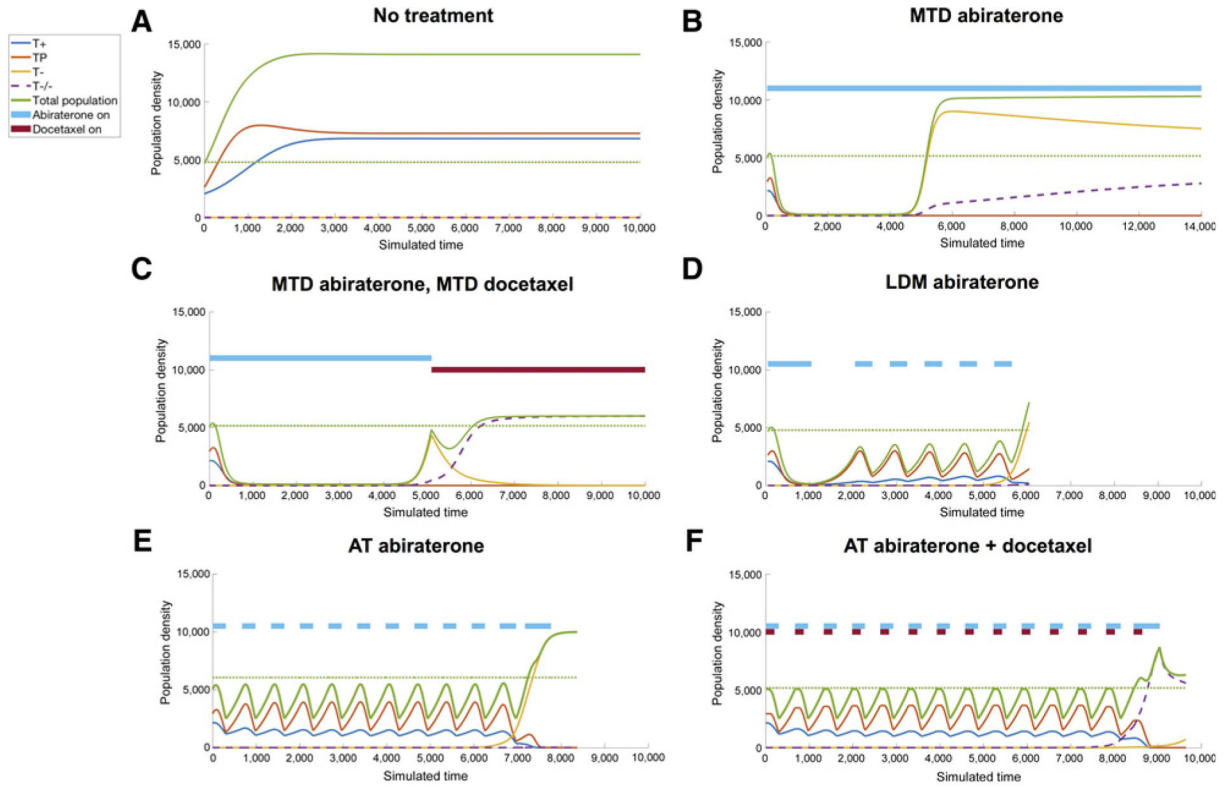 A
No treatment
T+
TP
T-
T-/-
Total population
Abiraterone on
Docetaxel on
Population density
15,000
10,000
5,000
0
0 1,000 2,000 3,000 4,000 5,000 6,000 7,000 8,000 9,000 10,000
Simulated time
B
MTD abiraterone
Population density
15,000
10,000
5,000
0
0 2,000 4,000 6,000 8,000 10,000 12,000 14,000
Simulated time
C
MTD abiraterone, MTD docetaxel
Population density
15,000
10,000
5,000
0
0 1,000 2,000 3,000 4,000 5,000 6,000 7,000 8,000 9,000 10,000
Simulated time
D
LDM abiraterone
Population density
15,000
10,000
5,000
0
0 1,000 2,000 3,000 4,000 5,000 6,000 7,000 8,000 9,000 10,000
Simulated time
E
AT abiraterone
Population density
15,000
10,000
5,000
0
0 1,000 2,000 3,000 4,000 5,000 6,000 7,000 8,000 9,000 10,000
Simulated time
F
AT abiraterone + docetaxel
Population density
15,000
10,000
5,000
0
0 1,000 2,000 3,000 4,000 5,000 6,000 7,000 8,000 9,000 10,000
Simulated time